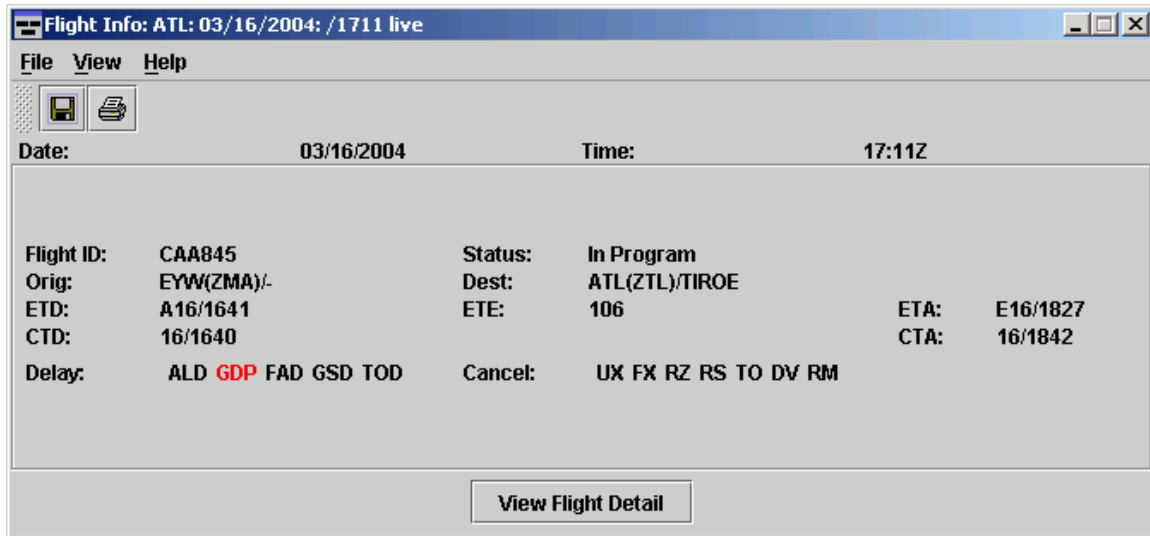 Flight Info: ATL: 03/16/2004: /1711 live
File View Help
Date: 03/16/2004 Time: 17:11Z
Flight ID: CAA845 Status: In Program
Orig: EYW(ZMA)/- Dest: ATL(ZTL)/TIROE
ETD: A16/1641 ETE: 106 ETA: E16/1827
CTD: 16/1640 CTA: 16/1842
Delay: ALD GDP FAD GSD TOD Cancel: UX FX RZ RS TO DV RM
View Flight Detail